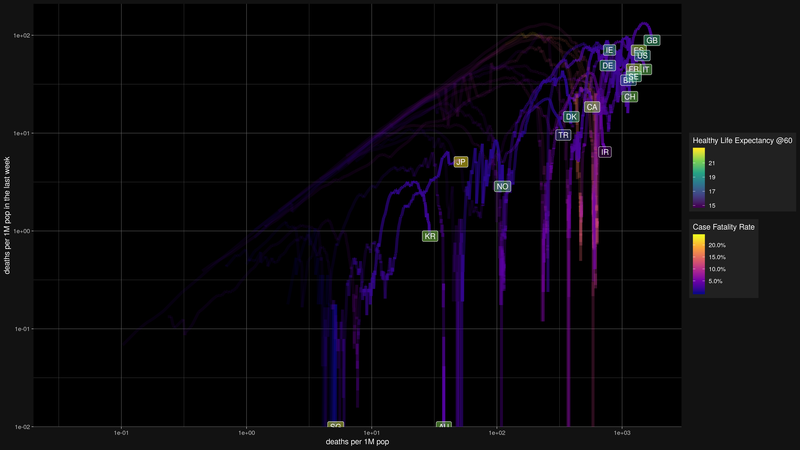 1e+02
1e+01
1e+00
1e-01
1e-02
deaths per 1M pop in the last week
GB
IE
ES
US
DE
FR
IT
SE
BR
CH
CA
DK
TR
IR
JP
NO
KR
SG
AU
1e-01
1e+00
1e+01
1e+02
1e+03
deaths per 1M pop
Healthy Life Expectancy @60
21
19
17
15
Case Fatality Rate
20.0%
15.0%
10.0%
5.0%